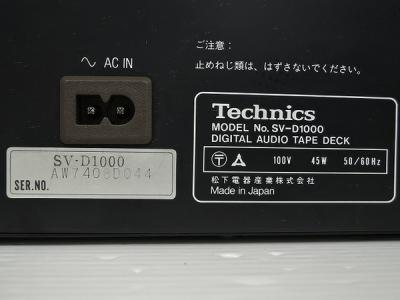 ∿ AC IN
SV-D1000
AW7408D044
SER.NO.
ご注意:
止めねじ類は、はずさないでください。
Technics
MODEL No. SV-D1000
DIGITAL AUDIO TAPE DECK
100V 45W 50/60Hz
松下電器産業株式会社
Made in Japan